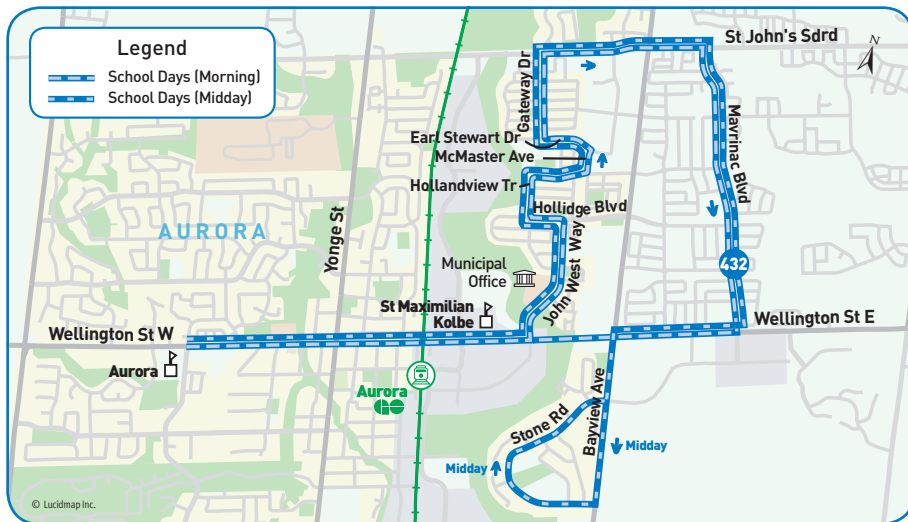 Legend
School Days (Morning)
School Days (Midday)
St John's Sdrd
N
Gateway Dr
Earl Stewart Dr
McMaster Ave
Hollandview Tr
Hollidge Blvd
Mavrinac Blvd
AURORA
Yonge St
Municipal
Office
John West Way
432
St Maximilian
Kolbe
Wellington St W
Wellington St E
Aurora
Aurora
GO
Stone Rd
Bayview Ave
Midday
Midday
© Lucidmap Inc.